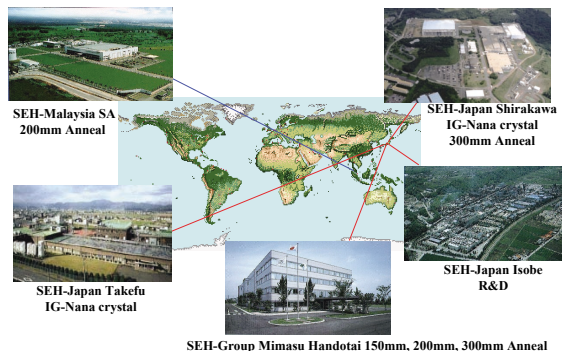 SEH-Malaysia SA
200mm Anneal
SEH-Japan Shirakawa
IG-Nana crystal
300mm Anneal
SEH-Japan Takefu
IG-Nana crystal
SEH-Japan Isobe
R&D
SEH-Group Mimasu Handotai 150mm, 200mm, 300mm Anneal